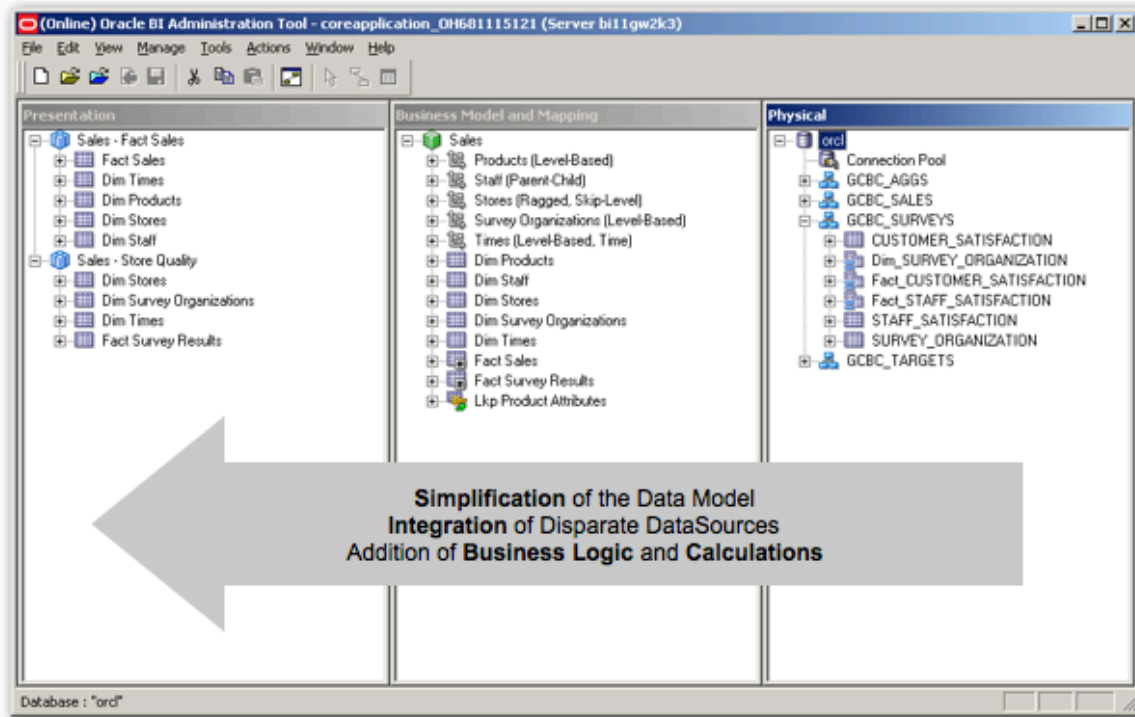 (Online) Oracle BI Administration Tool - coreapplication_OH681115121 (Server bi11gw2k3)
File Edit View Manage Tools Actions Window Help
Presentation
Sales - Fact Sales
Fact Sales
Dim Times
Dim Products
Dim Stores
Dim Staff
Sales - Store Quality
Dim Stores
Dim Survey Organizations
Dim Times
Fact Survey Results
Business Model and Mapping
Sales
Products (Level-Based)
Staff (Parent-Child)
Stores (Ragged, Skip-Level)
Survey Organizations (Level-Based)
Times (Level-Based, Time)
Dim Products
Dim Staff
Dim Stores
Dim Survey Organizations
Dim Times
Fact Sales
Fact Survey Results
Lkp Product Attributes
Physical
orcl
Connection Pool
GCBC_AGGS
GCBC_SALES
GCBC_SURVEYS
CUSTOMER_SATISFACTION
Dim_SURVEY_ORGANIZATION
Fact_CUSTOMER_SATISFACTION
Fact_STAFF_SATISFACTION
STAFF_SATISFACTION
SURVEY_ORGANIZATION
GCBC_TARGETS
Simplification of the Data Model
Integration of Disparate DataSources
Addition of Business Logic and Calculations
Database : "orcl"